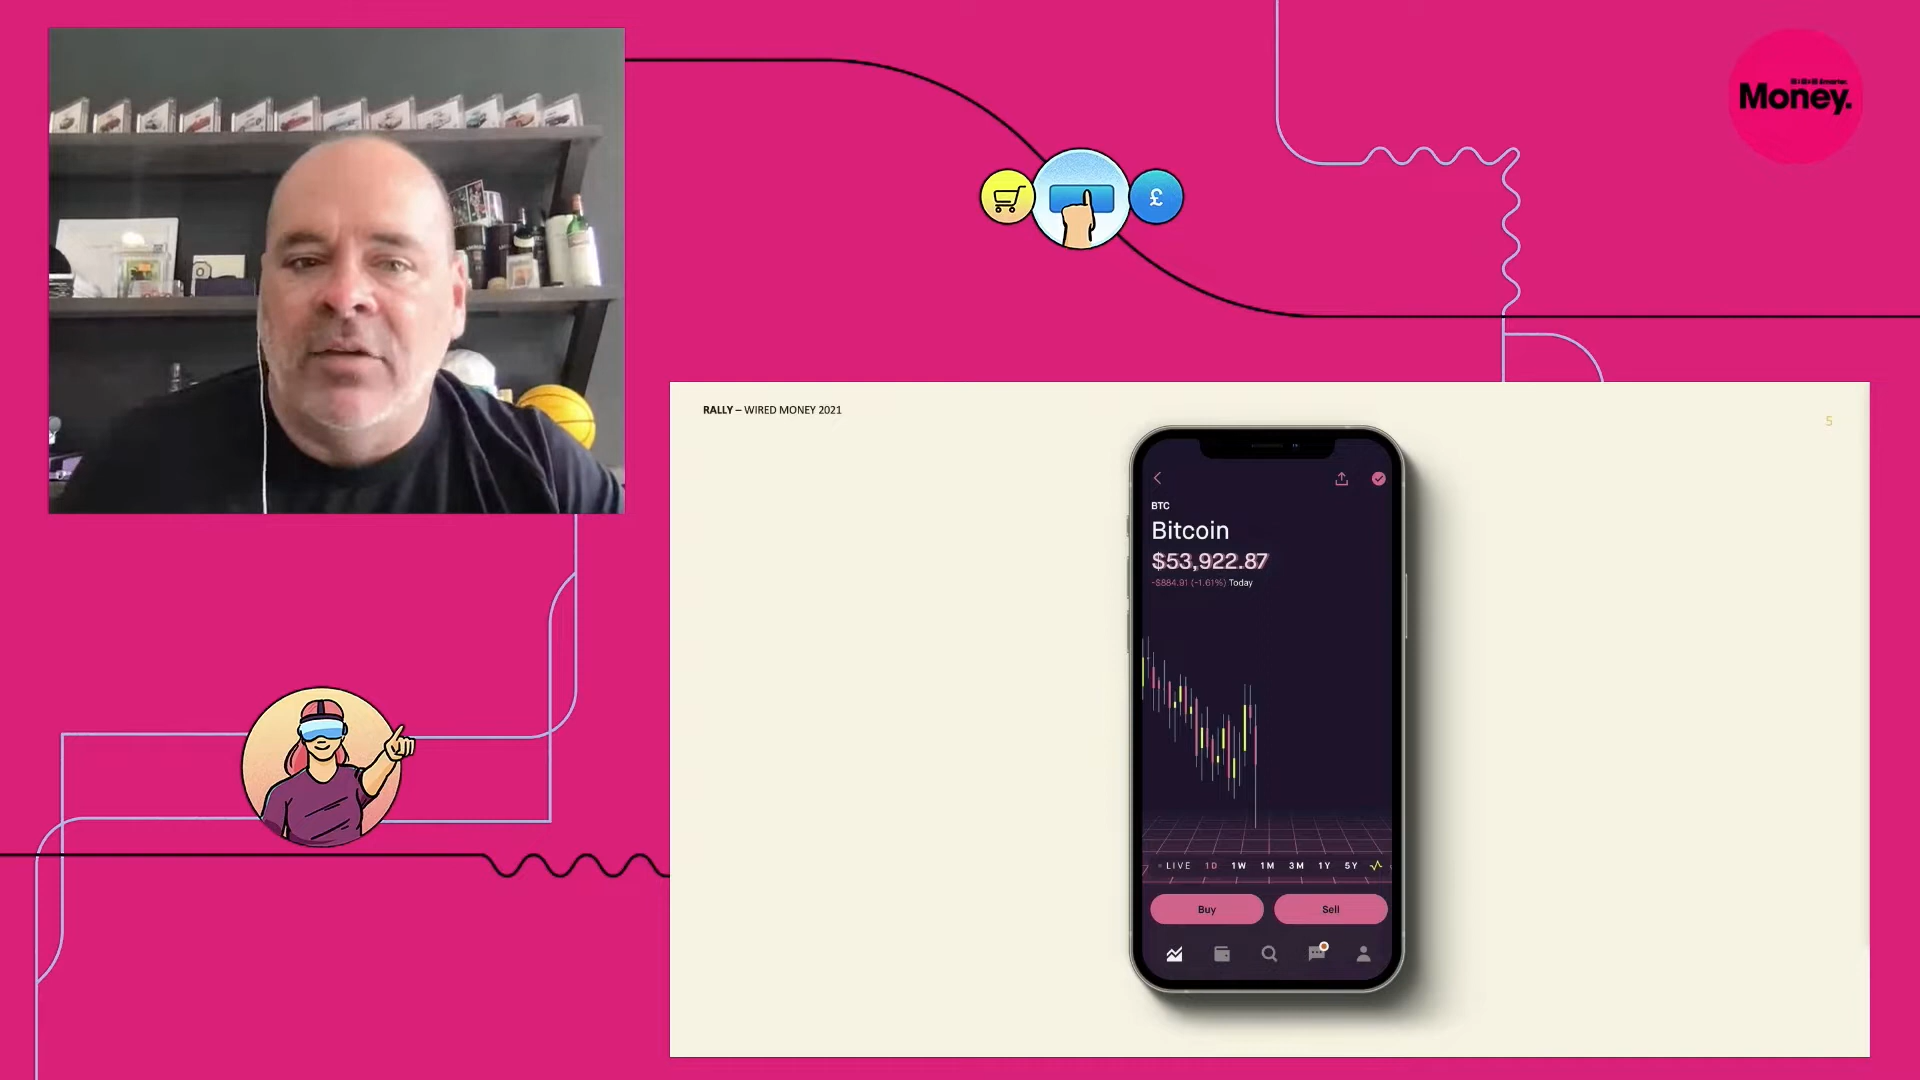 Money.
£
RALLY – WIRED MONEY 2021
5
BTC
Bitcoin
$53,922.87
-$884.91 (-1.61%) Today
LIVE 1D 1W 1M 3M 1Y 5Y
Buy Sell